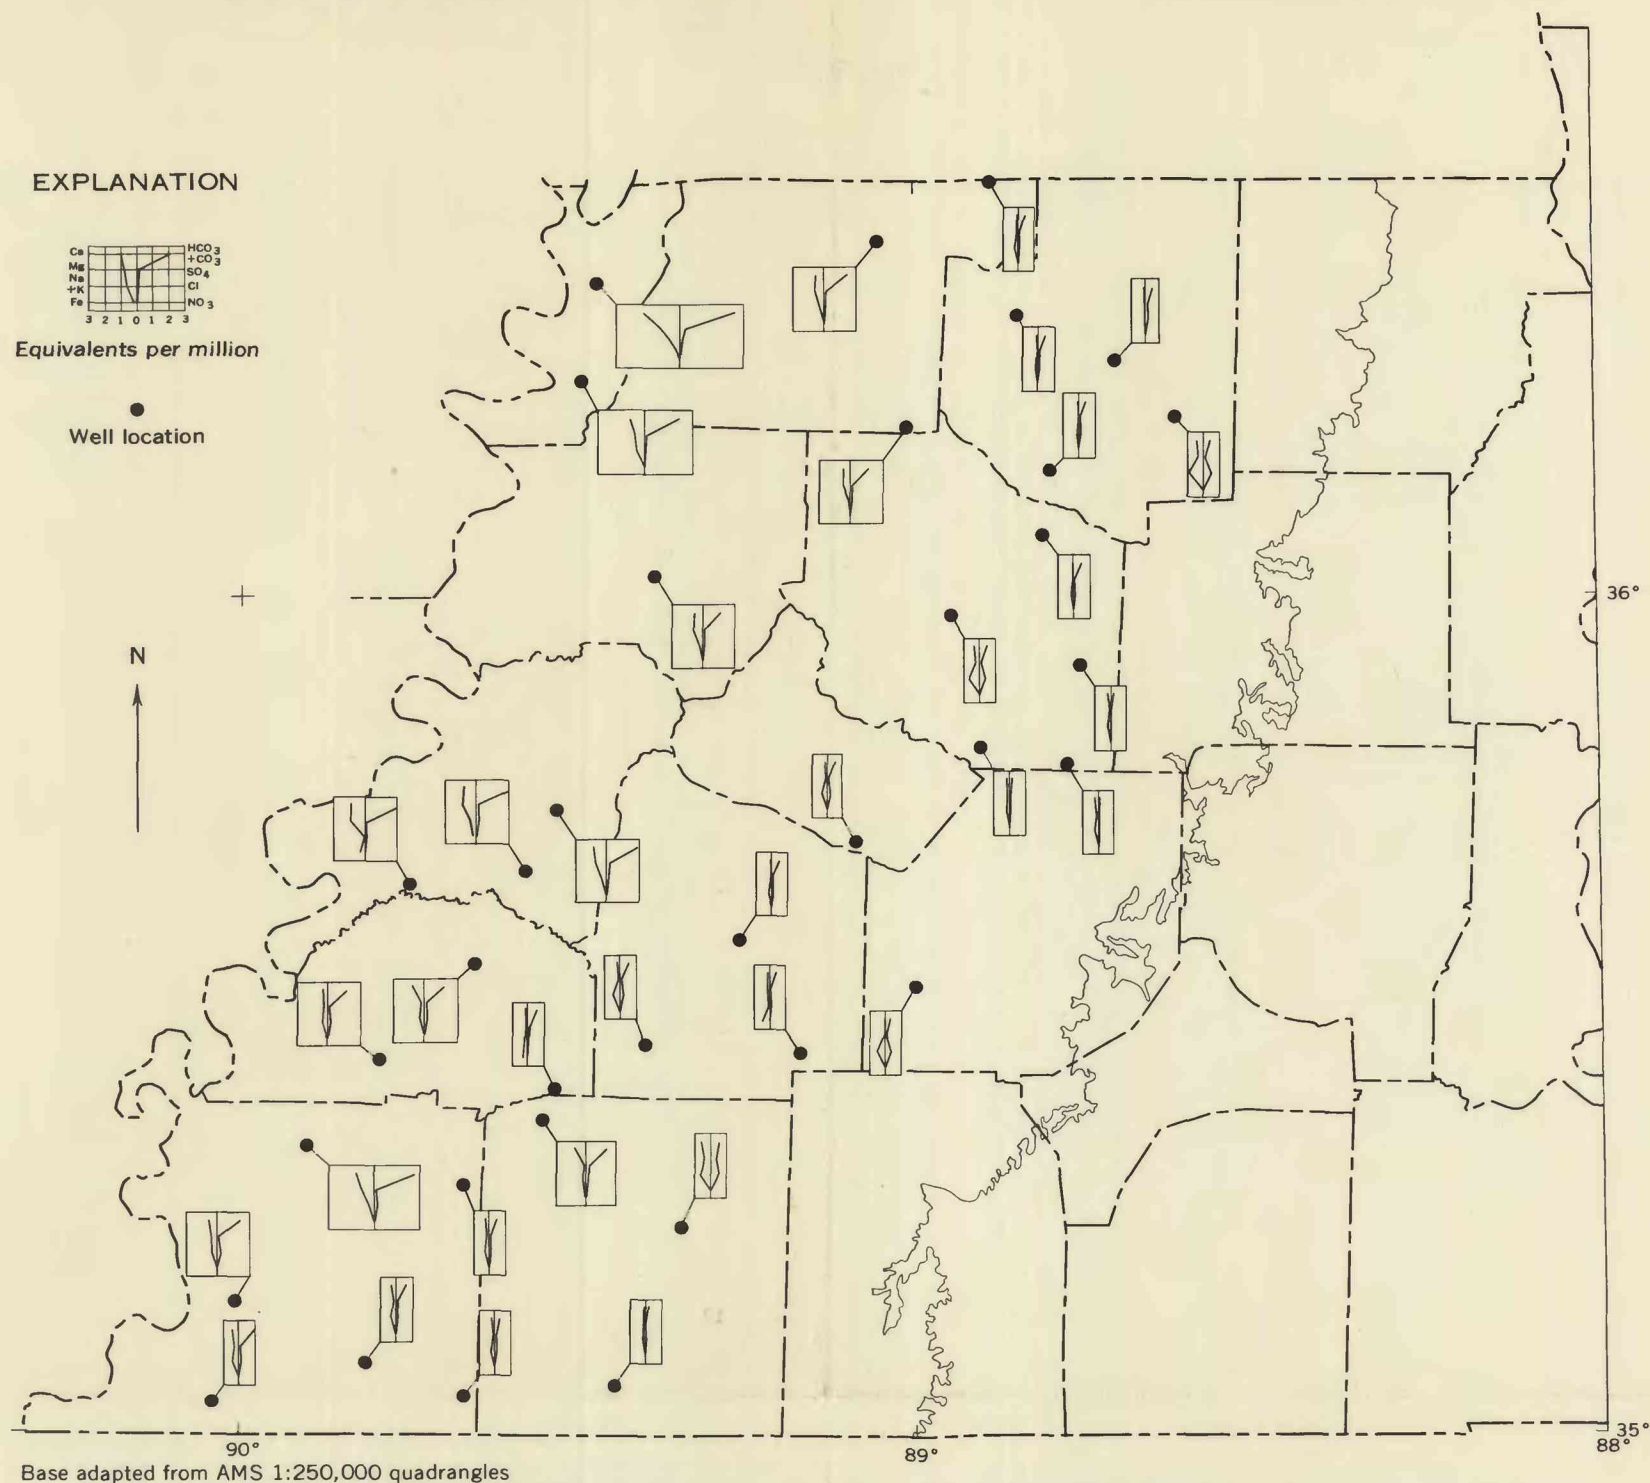 EXPLANATION
Ca
Mg
Na
+K
Fe
HCO3
+CO3
SO4
Cl
NO3
3 2 1 0 1 2 3
Equivalents per million
Well location
N
36°
35°
90°
89°
88°
Base adapted from AMS 1:250,000 quadrangles